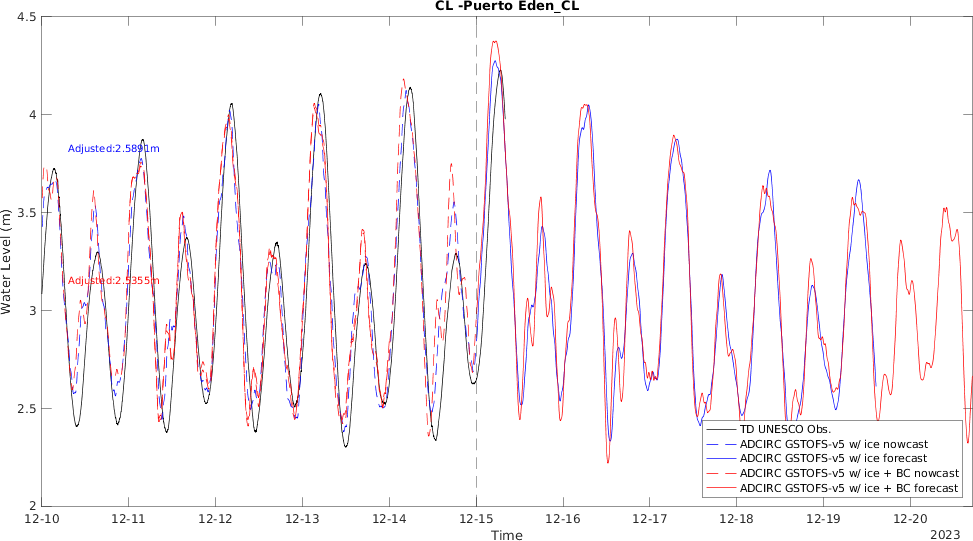 CL -Puerto Eden_CL
Water Level (m)
4.5
4
3.5
3
2.5
2
Adjusted:2.5891m
Adjusted:2.5355m
TD UNESCO Obs.
ADCIRC GSTOFS-v5 w/ ice nowcast
ADCIRC GSTOFS-v5 w/ ice forecast
ADCIRC GSTOFS-v5 w/ ice + BC nowcast
ADCIRC GSTOFS-v5 w/ ice + BC forecast
12-10 12-11 12-12 12-13 12-14 12-15 12-16 12-17 12-18 12-19 12-20
Time
2023